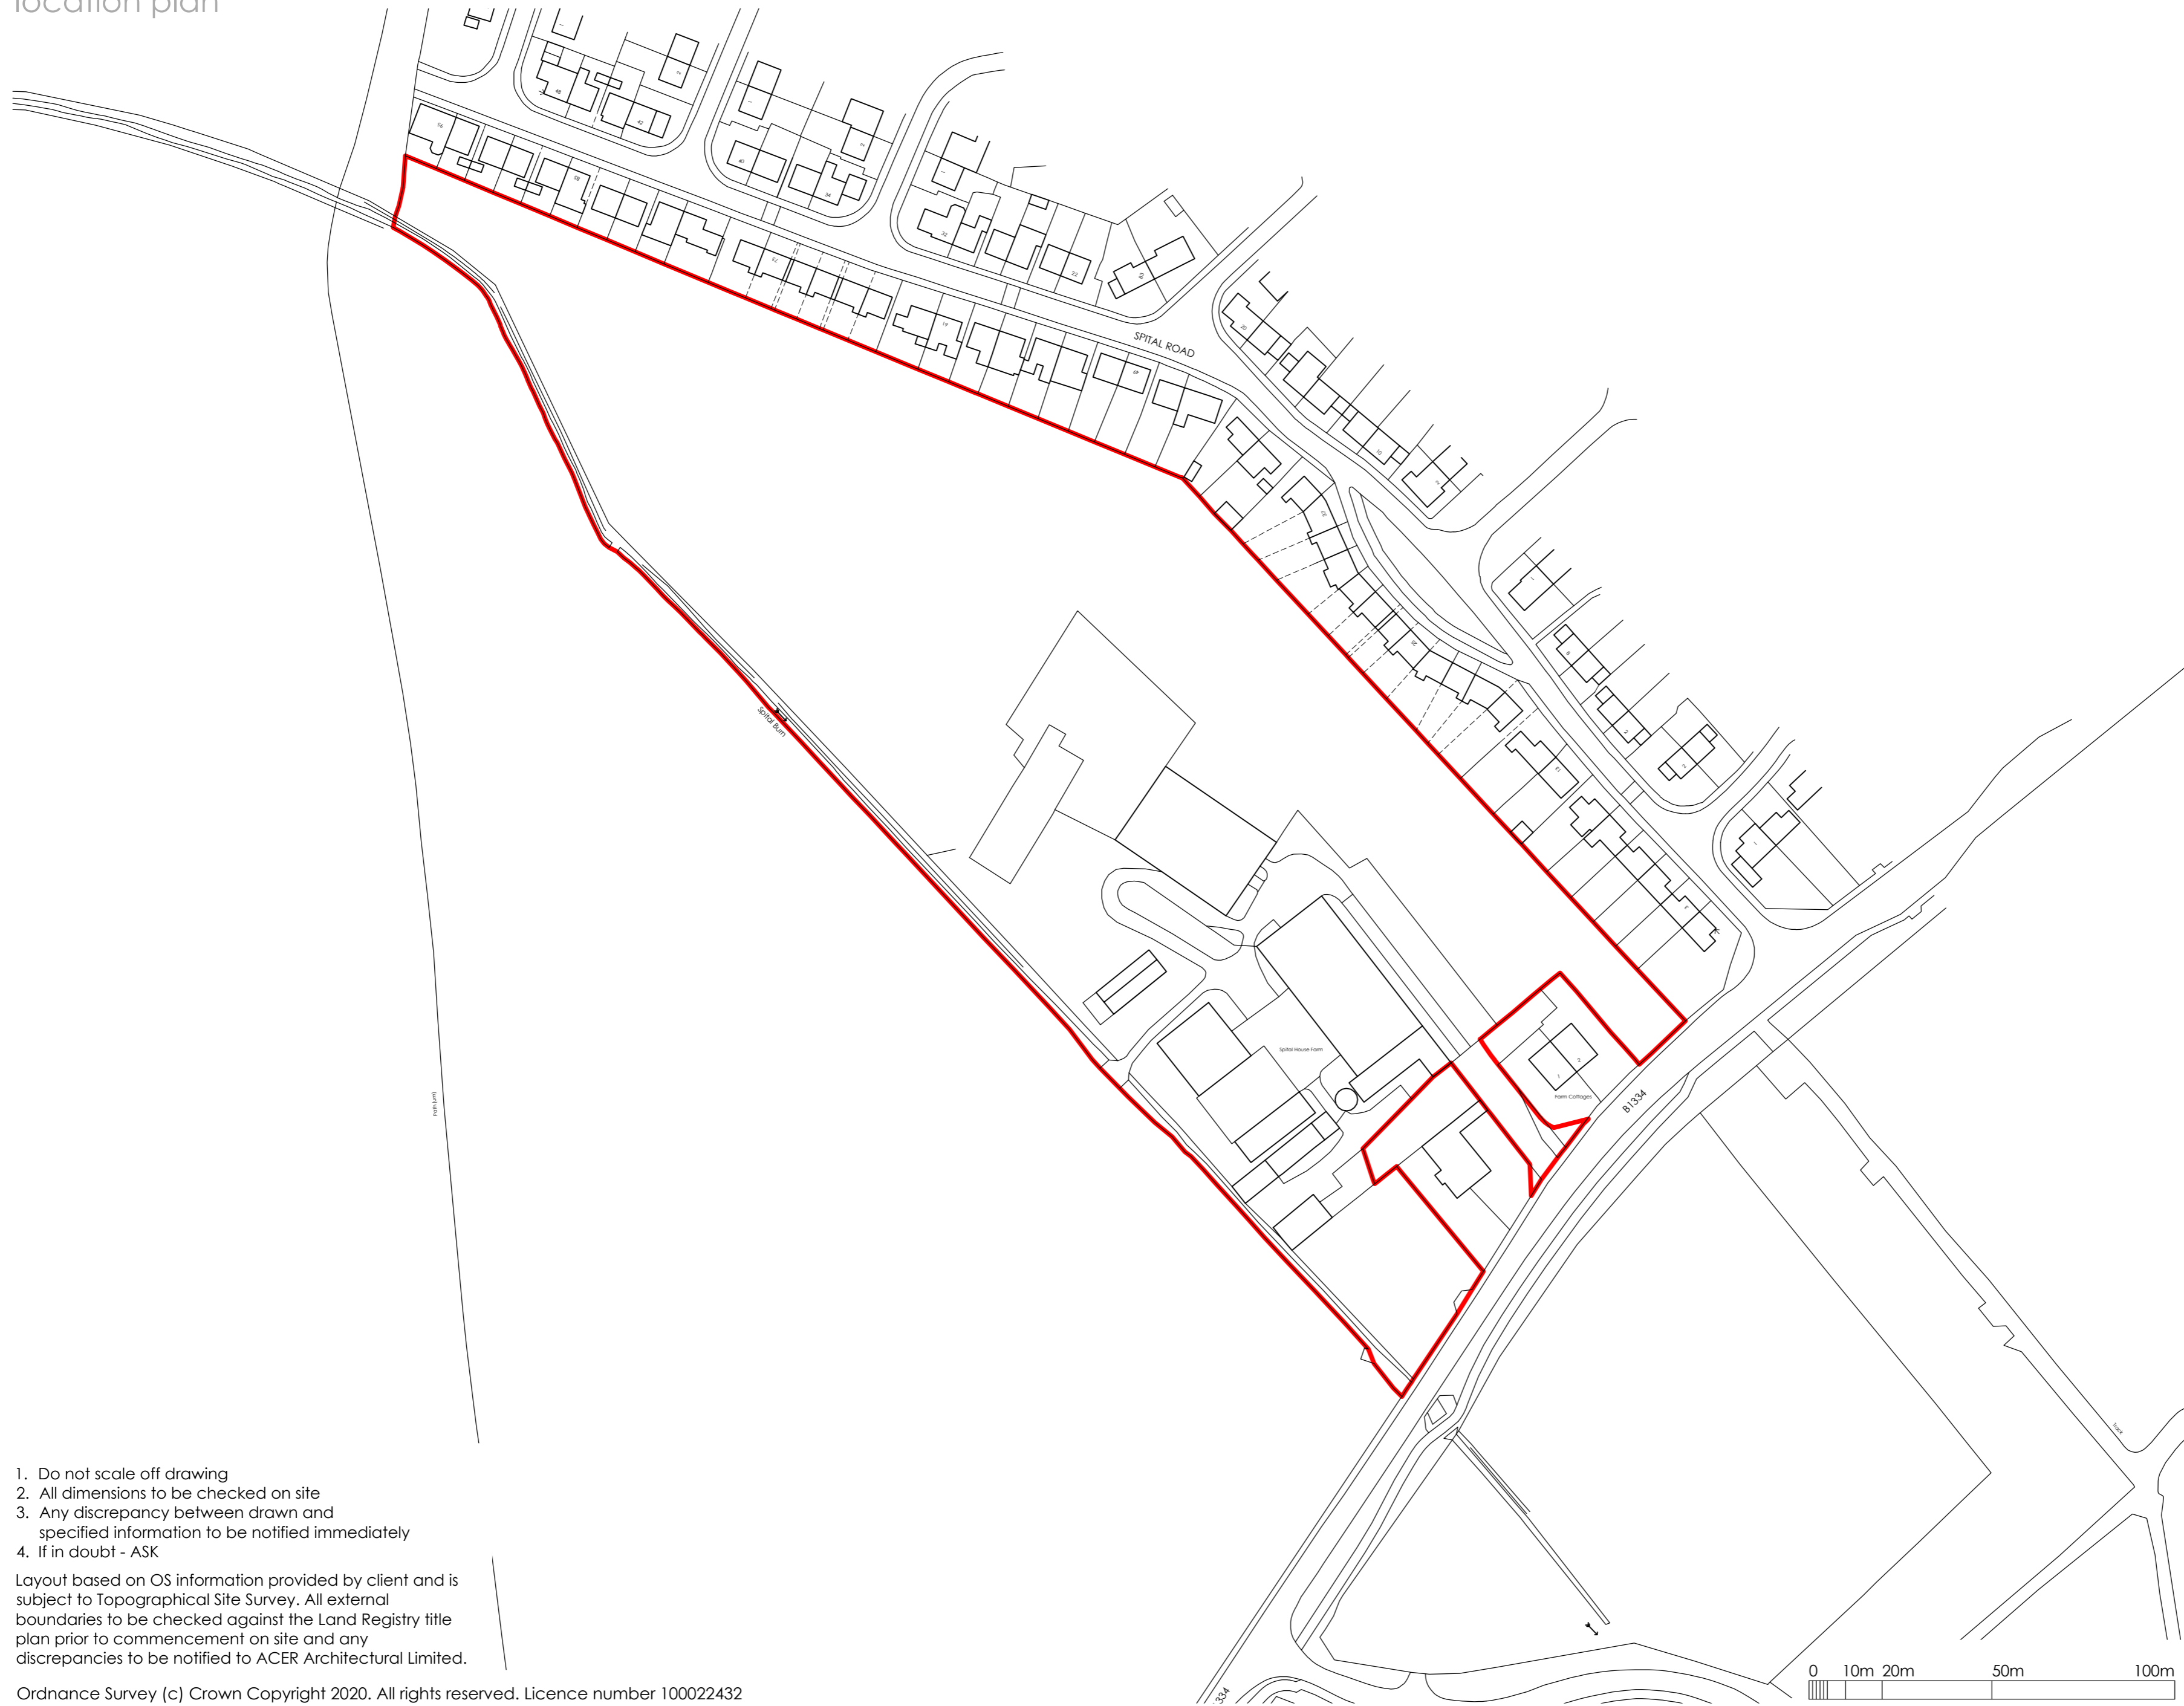 location plan
SPITAL ROAD
Spital Burn
Spital House Farm
Farm Cottages
B1334
Path (um)
Track
1. Do not scale off drawing
2. All dimensions to be checked on site
3. Any discrepancy between drawn and
specified information to be notified immediately
4. If in doubt - ASK
Layout based on OS information provided by client and is
subject to Topographical Site Survey. All external
boundaries to be checked against the Land Registry title
plan prior to commencement on site and any
discrepancies to be notified to ACER Architectural Limited.
Ordnance Survey (c) Crown Copyright 2020. All rights reserved. Licence number 100022432
0 10m 20m 50m 100m